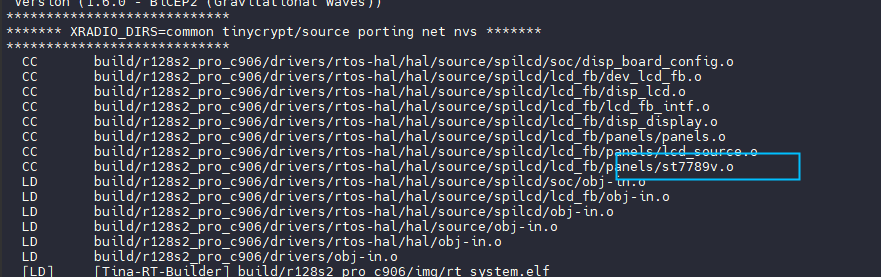 Version (1.6.0 - BICEP2 (Gravitational Waves))
****************************
******* XRADIO_DIRS=common tinycrypt/source porting net nvs *******
****************************
CC build/r128s2_pro_c906/drivers/rtos-hal/hal/source/spilcd/soc/disp_board_config.o
CC build/r128s2_pro_c906/drivers/rtos-hal/hal/source/spilcd/lcd_fb/dev_lcd_fb.o
CC build/r128s2_pro_c906/drivers/rtos-hal/hal/source/spilcd/lcd_fb/disp_lcd.o
CC build/r128s2_pro_c906/drivers/rtos-hal/hal/source/spilcd/lcd_fb/lcd_fb_intf.o
CC build/r128s2_pro_c906/drivers/rtos-hal/hal/source/spilcd/lcd_fb/disp_display.o
CC build/r128s2_pro_c906/drivers/rtos-hal/hal/source/spilcd/lcd_fb/panels/panels.o
CC build/r128s2_pro_c906/drivers/rtos-hal/hal/source/spilcd/lcd_fb/panels/lcd_source.o
CC build/r128s2_pro_c906/drivers/rtos-hal/hal/source/spilcd/lcd_fb/panels/st7789v.o
LD build/r128s2_pro_c906/drivers/rtos-hal/hal/source/spilcd/soc/obj-in.o
LD build/r128s2_pro_c906/drivers/rtos-hal/hal/source/spilcd/lcd_fb/obj-in.o
LD build/r128s2_pro_c906/drivers/rtos-hal/hal/source/spilcd/obj-in.o
LD build/r128s2_pro_c906/drivers/rtos-hal/hal/source/obj-in.o
LD build/r128s2_pro_c906/drivers/rtos-hal/hal/obj-in.o
LD build/r128s2_pro_c906/drivers/obj-in.o
[LD] [Tina-RT-Builder] build/r128s2_pro_c906/img/rt_system.elf